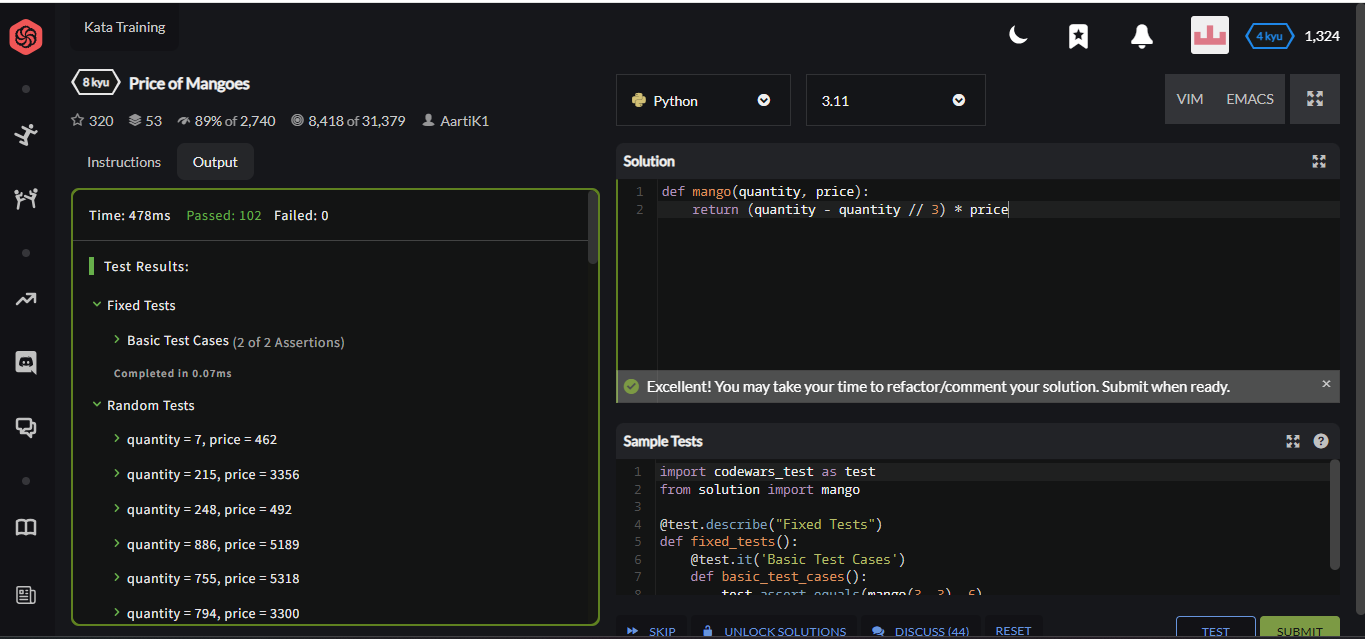 Kata Training
4 kyu 1,324
8 kyu Price of Mangoes
320 53 89% of 2,740 8,418 of 31,379 AartiK1
Instructions Output
Time: 478ms Passed: 102 Failed: 0
Test Results:
Fixed Tests
Basic Test Cases (2 of 2 Assertions)
Completed in 0.07ms
Random Tests
quantity = 7, price = 462
quantity = 215, price = 3356
quantity = 248, price = 492
quantity = 886, price = 5189
quantity = 755, price = 5318
quantity = 794, price = 3300
Python 3.11 VIM EMACS
Solution
1 def mango(quantity, price):
2 return (quantity - quantity // 3) * price
Excellent! You may take your time to refactor/comment your solution. Submit when ready. ×
Sample Tests ?
1 import codewars_test as test
2 from solution import mango
3
4 @test.describe("Fixed Tests")
5 def fixed_tests():
6 @test.it('Basic Test Cases')
7 def basic_test_cases():
8 test.assert_equals(mango(3, 3), 6)
SKIP UNLOCK SOLUTIONS DISCUSS (44) RESET TEST SUBMIT